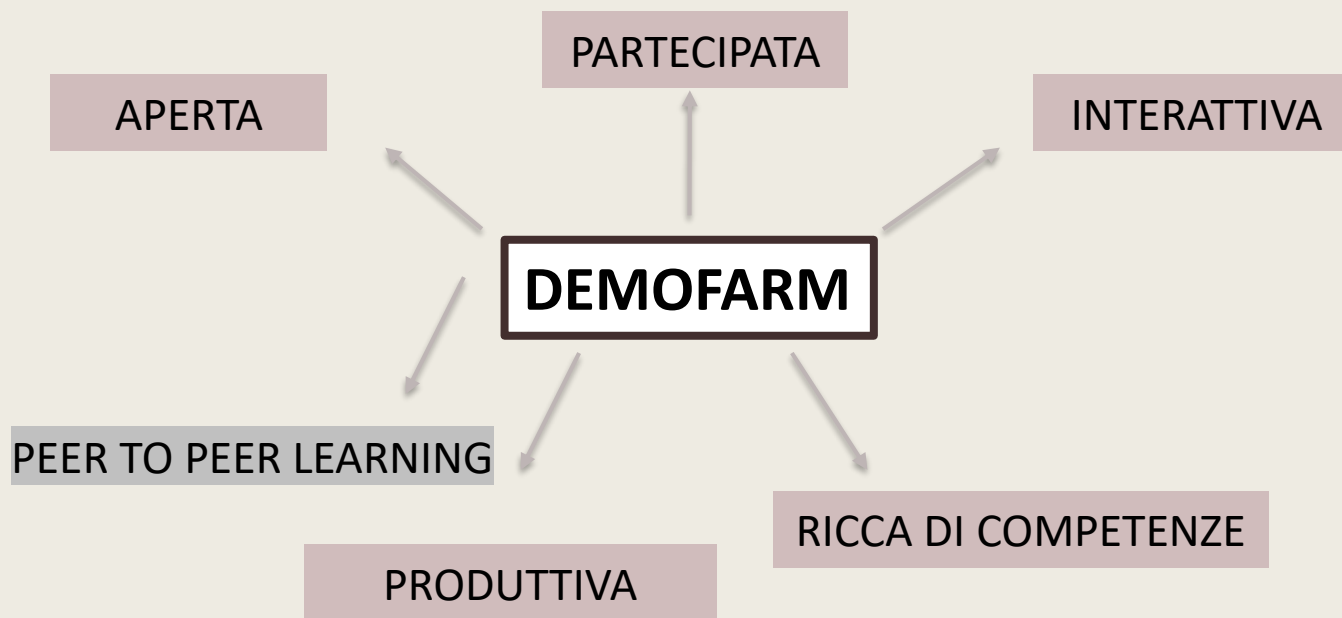 PARTECIPATA
APERTA
INTERATTIVA
DEMOFARM
PEER TO PEER LEARNING
RICCA DI COMPETENZE
PRODUTTIVA